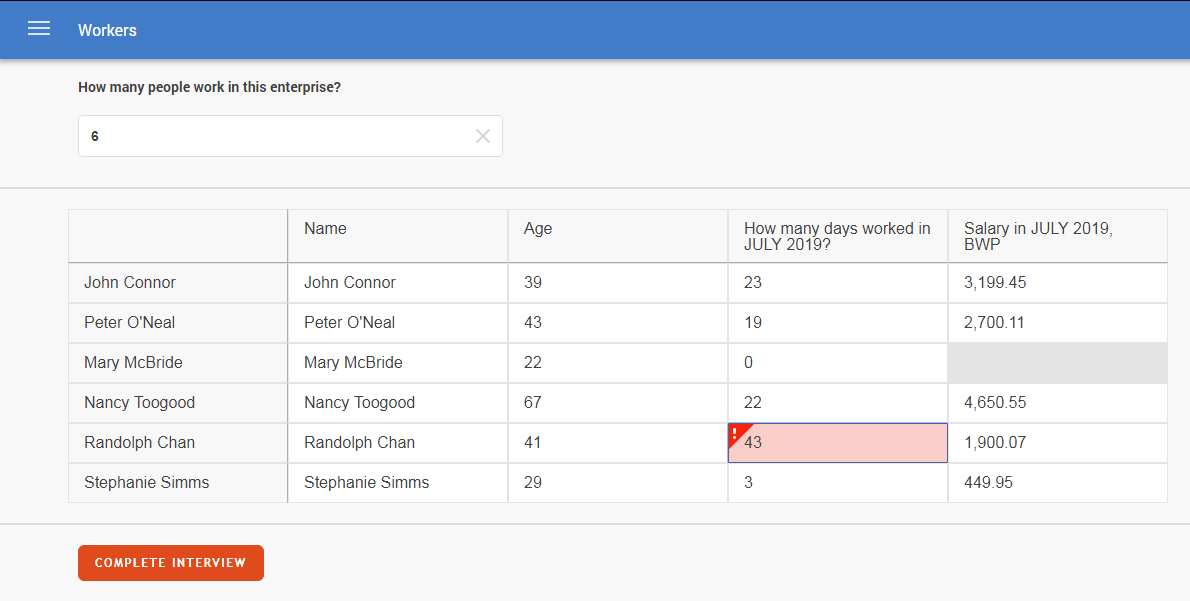 Workers
How many people work in this enterprise?
6
Name Age How many days worked in JULY 2019? Salary in JULY 2019, BWP
John Connor John Connor 39 23 3,199.45
Peter O'Neal Peter O'Neal 43 19 2,700.11
Mary McBride Mary McBride 22 0
Nancy Toogood Nancy Toogood 67 22 4,650.55
Randolph Chan Randolph Chan 41 43 1,900.07
Stephanie Simms Stephanie Simms 29 3 449.95
COMPLETE INTERVIEW